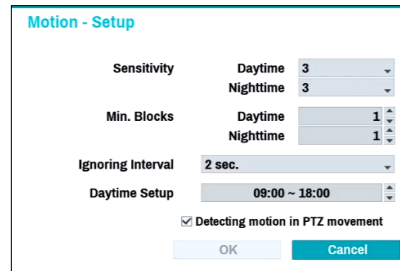 Motion - Setup
Sensitivity Daytime 3
Nighttime 3
Min. Blocks Daytime 1
Nighttime 1
Ignoring Interval 2 sec.
Daytime Setup 09:00 ~ 18:00
Detecting motion in PTZ movement
OK Cancel